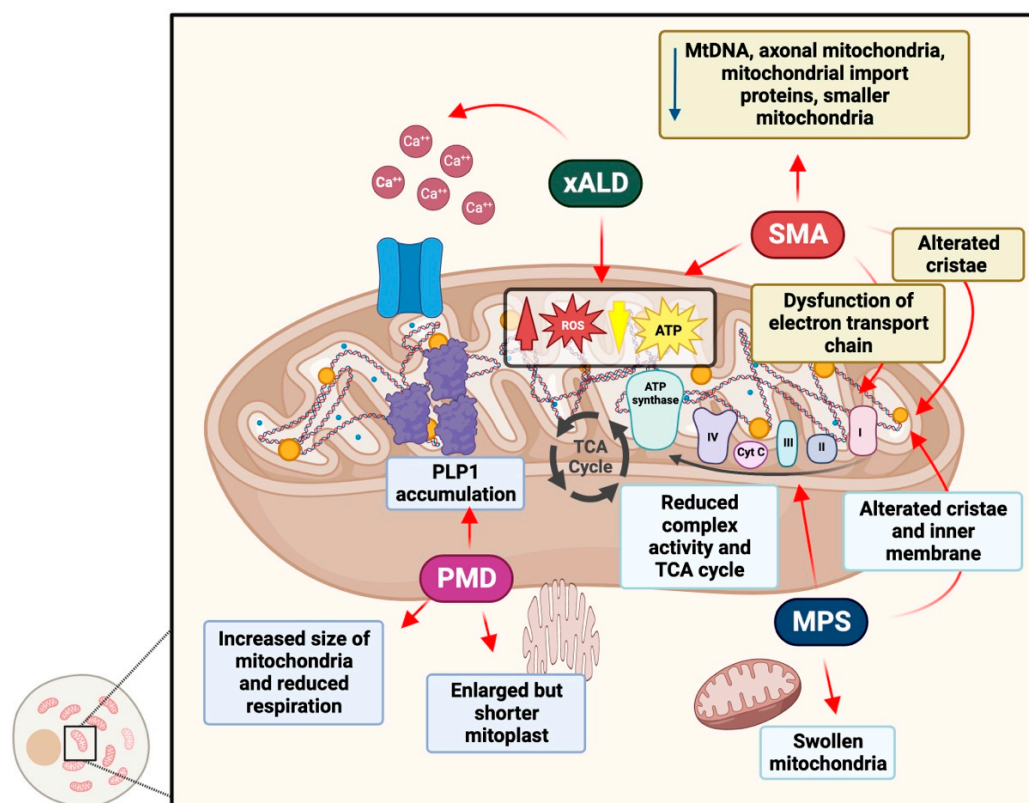 MtDNA, axonal mitochondria,
mitochondrial import
proteins, smaller
mitochondria
Ca++
Ca++
Ca++
Ca++
Ca++
xALD
SMA
Alterated
cristae
Dysfunction of
electron transport
chain
ROS
ATP
ATP
synthase
IV
Cyt C
III
II
I
TCA
Cycle
PLP1
accumulation
Reduced
complex
activity and
TCA cycle
Alterated cristae
and inner
membrane
PMD
MPS
Increased size of
mitochondria
and reduced
respiration
Enlarged but
shorter
mitoplast
Swollen
mitochondria